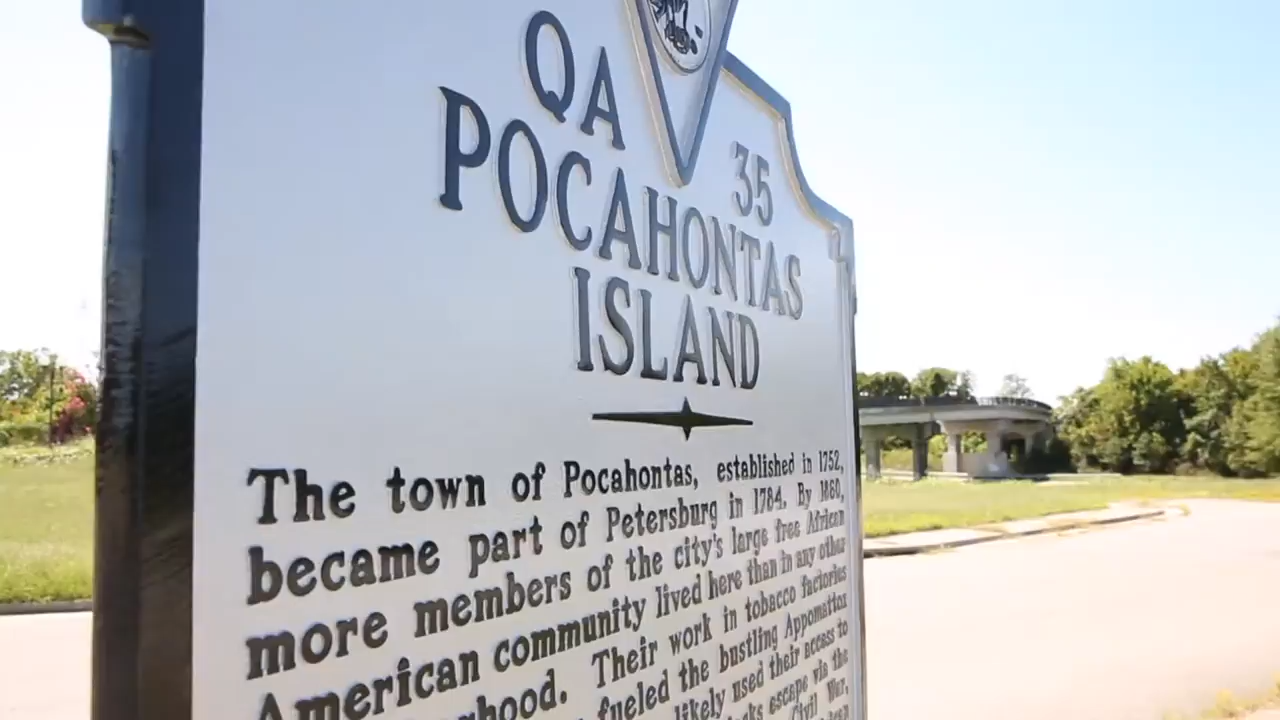 QA
35
POCAHONTAS
ISLAND
The town of Pocahontas, established in 1752,
became part of Petersburg in 1784. By 1860,
more members of the city's large free African
American community lived here than in any other
Their work in tobacco factories
fueled the bustling Appomattox
likely used their access to
escape via the
Civil War,